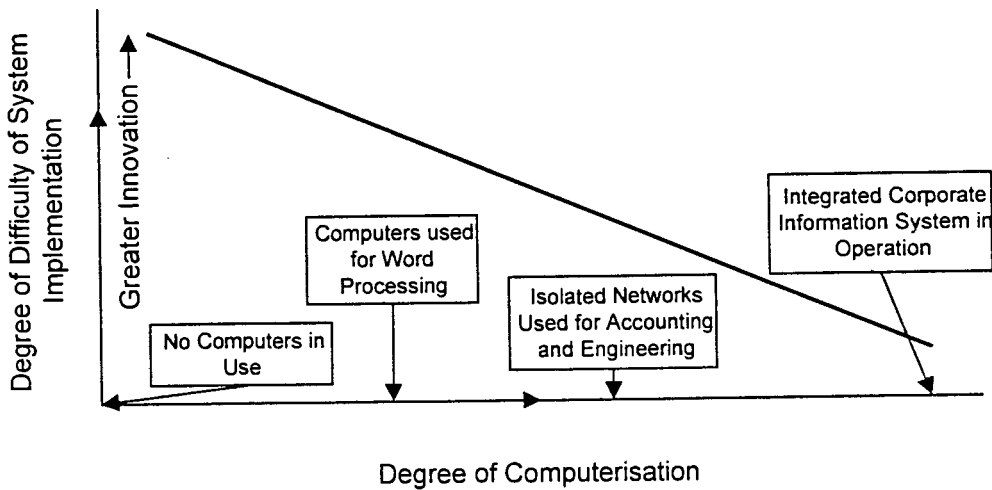 Degree of Difficulty of System
Implementation
Greater Innovation
No Computers in
Use
Computers used
for Word
Processing
Isolated Networks
Used for Accounting
and Engineering
Integrated Corporate
Information System in
Operation
Degree of Computerisation